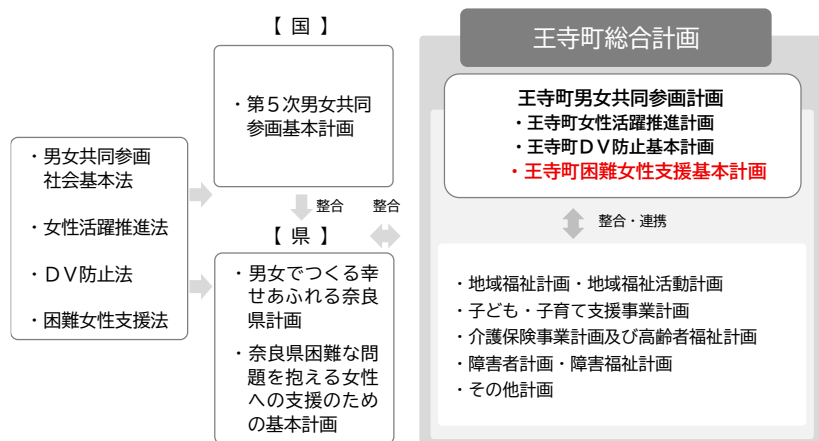 ・男女共同参画
社会基本法
・女性活躍推進法
・ＤＶ防止法
・困難女性支援法
【 国 】
・第５次男女共同
参画基本計画
整合
整合
【 県 】
・男女でつくる幸
せあふれる奈良
県計画
・奈良県困難な問
題を抱える女性
への支援のため
の基本計画
王寺町総合計画
王寺町男女共同参画計画
・王寺町女性活躍推進計画
・王寺町ＤＶ防止基本計画
・王寺町困難女性支援基本計画
整合・連携
・地域福祉計画・地域福祉活動計画
・子ども・子育て支援事業計画
・介護保険事業計画及び高齢者福祉計画
・障害者計画・障害福祉計画
・その他計画